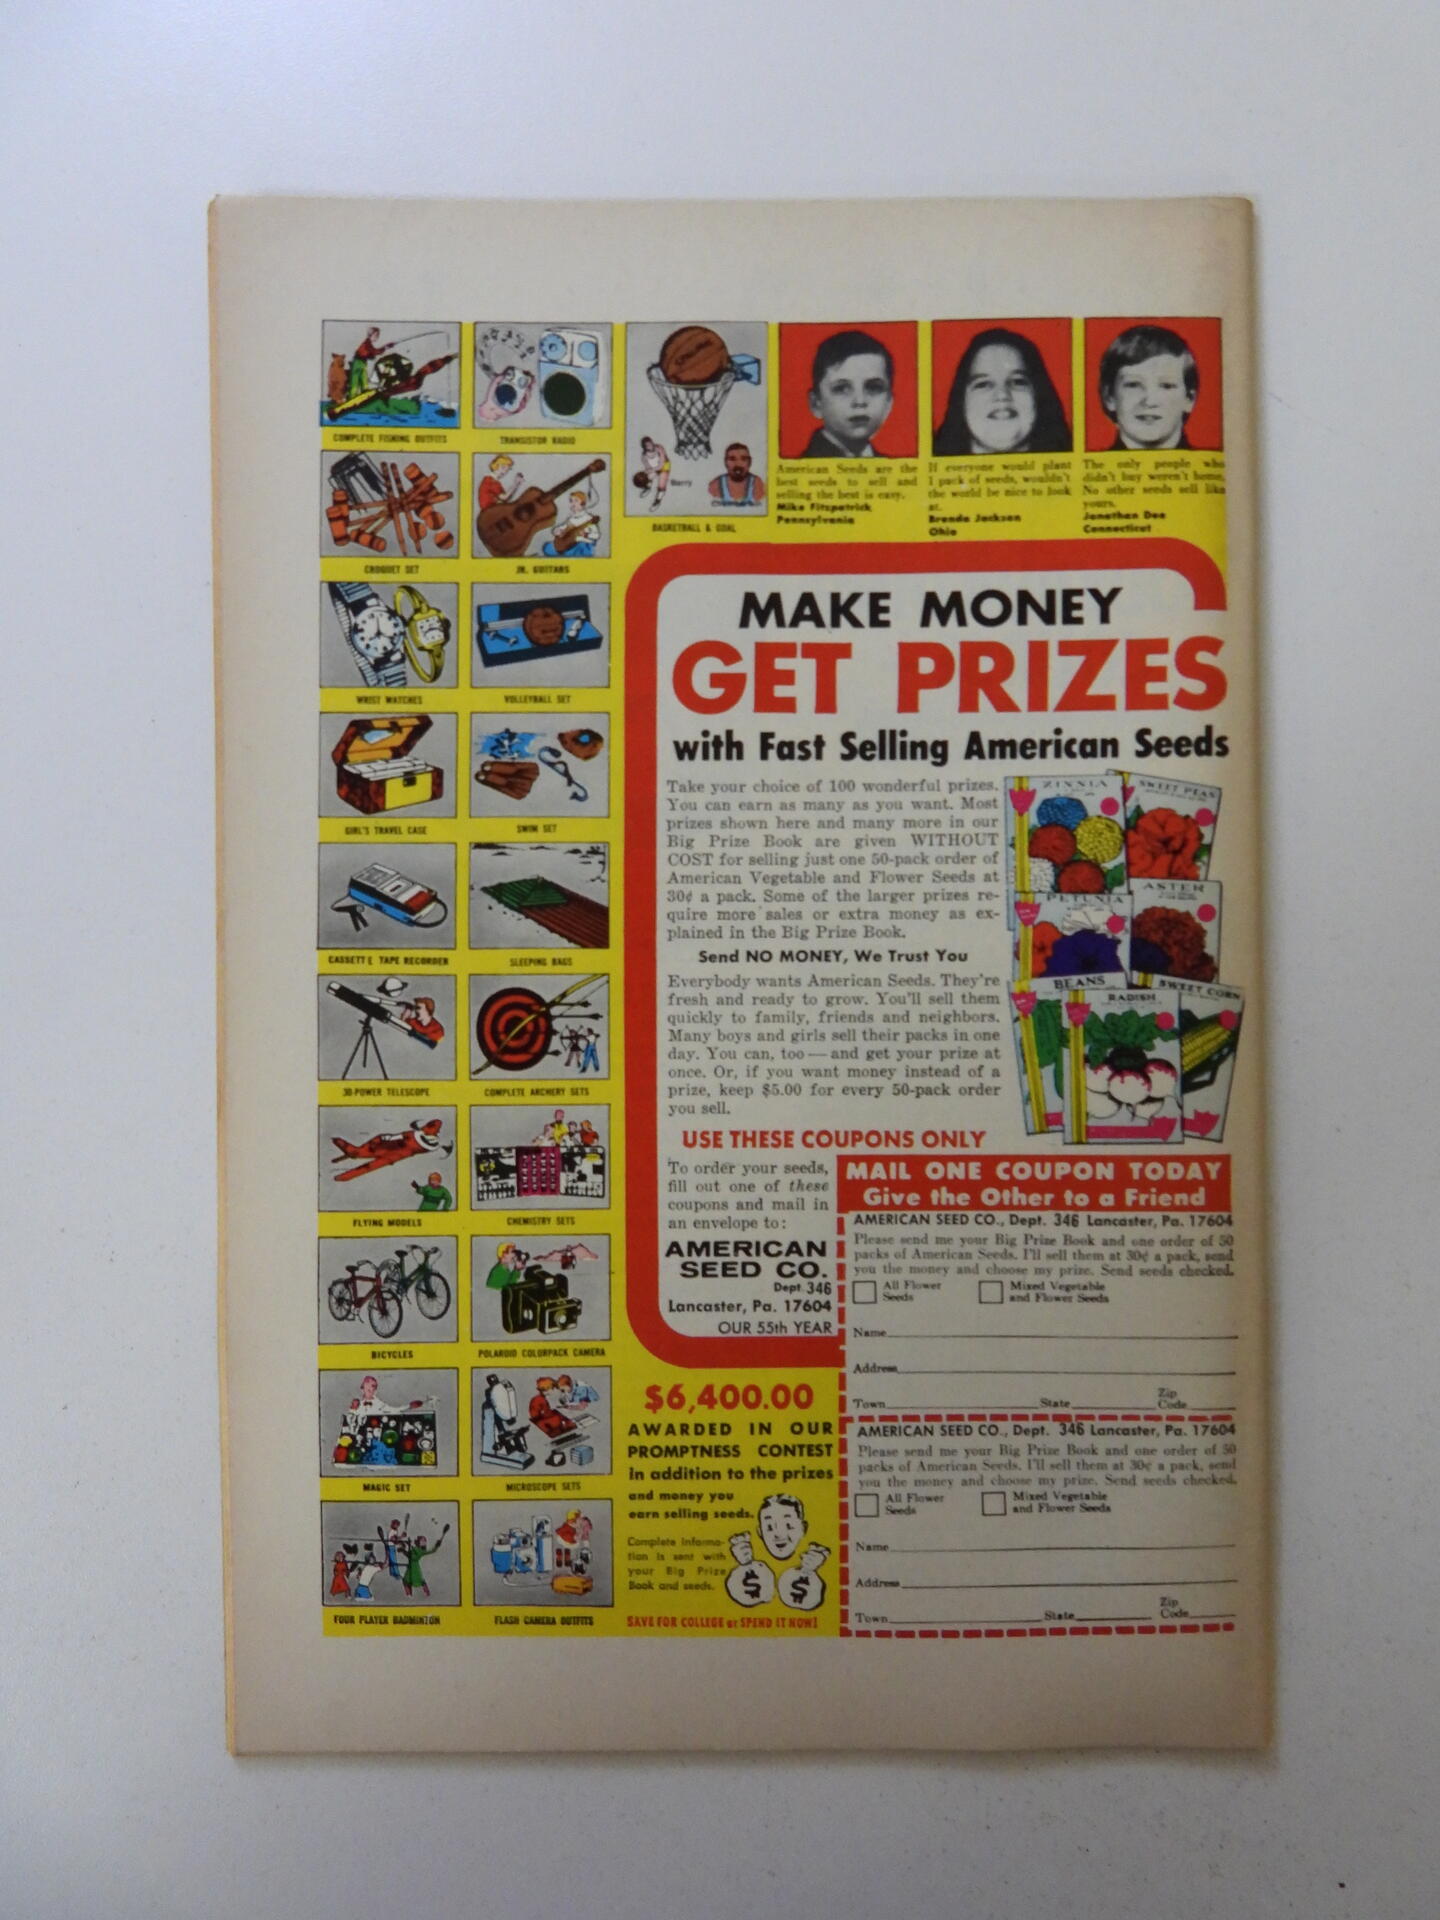 COMPLETE FISHING OUTFITS
TRANSISTOR RADIO
CROQUET SET
JR. GUITARS
WRIST WATCHES
VOLLEYBALL SET
GIRL'S TRAVEL CASE
SWIM SET
CASSETTE TAPE RECORDER
SLEEPING BAGS
30-POWER TELESCOPE
COMPLETE ARCHERY SETS
FLYING MODELS
CHEMISTRY SETS
BICYCLES
POLAROID COLORPACK CAMERA
MAGIC SET
MICROSCOPE SETS
FOUR PLAYER BADMINTON
FLASH CAMERA OUTFITS
Barry
BASKETBALL & GOAL
American Seeds are the
best seeds to sell and
selling the best is easy.
Mike Fitzpatrick
Pennsylvania
If everyone would plant
1 pack of seeds, wouldn't
the world be nice to look
at.
Brenda Jackson
Ohio
The only people who
didn't buy weren't home.
No other seeds sell like
yours.
Jonathan Dee
Connecticut
MAKE MONEY
GET PRIZES
with Fast Selling American Seeds
Take your choice of 100 wonderful prizes.
You can earn as many as you want. Most
prizes shown here and many more in our
Big Prize Book are given WITHOUT
COST for selling just one 50-pack order of
American Vegetable and Flower Seeds at
30¢ a pack. Some of the larger prizes re-
quire more sales or extra money as ex-
plained in the Big Prize Book.
Send NO MONEY, We Trust You
Everybody wants American Seeds. They're
fresh and ready to grow. You'll sell them
quickly to family, friends and neighbors.
Many boys and girls sell their packs in one
day. You can, too — and get your prize at
once. Or, if you want money instead of a
prize, keep $5.00 for every 50-pack order
you sell.
ZINNIA
SWEET PEAS
PETUNIA
ASTER
BEANS
RADISH
SWEET CORN
USE THESE COUPONS ONLY
To order your seeds,
fill out one of these
coupons and mail in
an envelope to:
AMERICAN
SEED CO.
Dept. 346
Lancaster, Pa. 17604
OUR 55th YEAR
MAIL ONE COUPON TODAY
Give the Other to a Friend
AMERICAN SEED CO., Dept. 346 Lancaster, Pa. 17604
Please send me your Big Prize Book and one order of 50
packs of American Seeds. I'll sell them at 30¢ a pack, send
you the money and choose my prize. Send seeds checked.
All Flower Seeds
Mixed Vegetable and Flower Seeds
Name
Address
Town State Zip Code
AMERICAN SEED CO., Dept. 346 Lancaster, Pa. 17604
Please send me your Big Prize Book and one order of 50
packs of American Seeds. I'll sell them at 30¢ a pack, send
you the money and choose my prize. Send seeds checked.
All Flower Seeds
Mixed Vegetable and Flower Seeds
Name
Address
Town State Zip Code
$6,400.00
AWARDED IN OUR
PROMPTNESS CONTEST
in addition to the prizes
and money you
earn selling seeds.
Complete informa-
tion is sent with
your Big Prize
Book and seeds.
$ $
SAVE FOR COLLEGE or SPEND IT NOW!